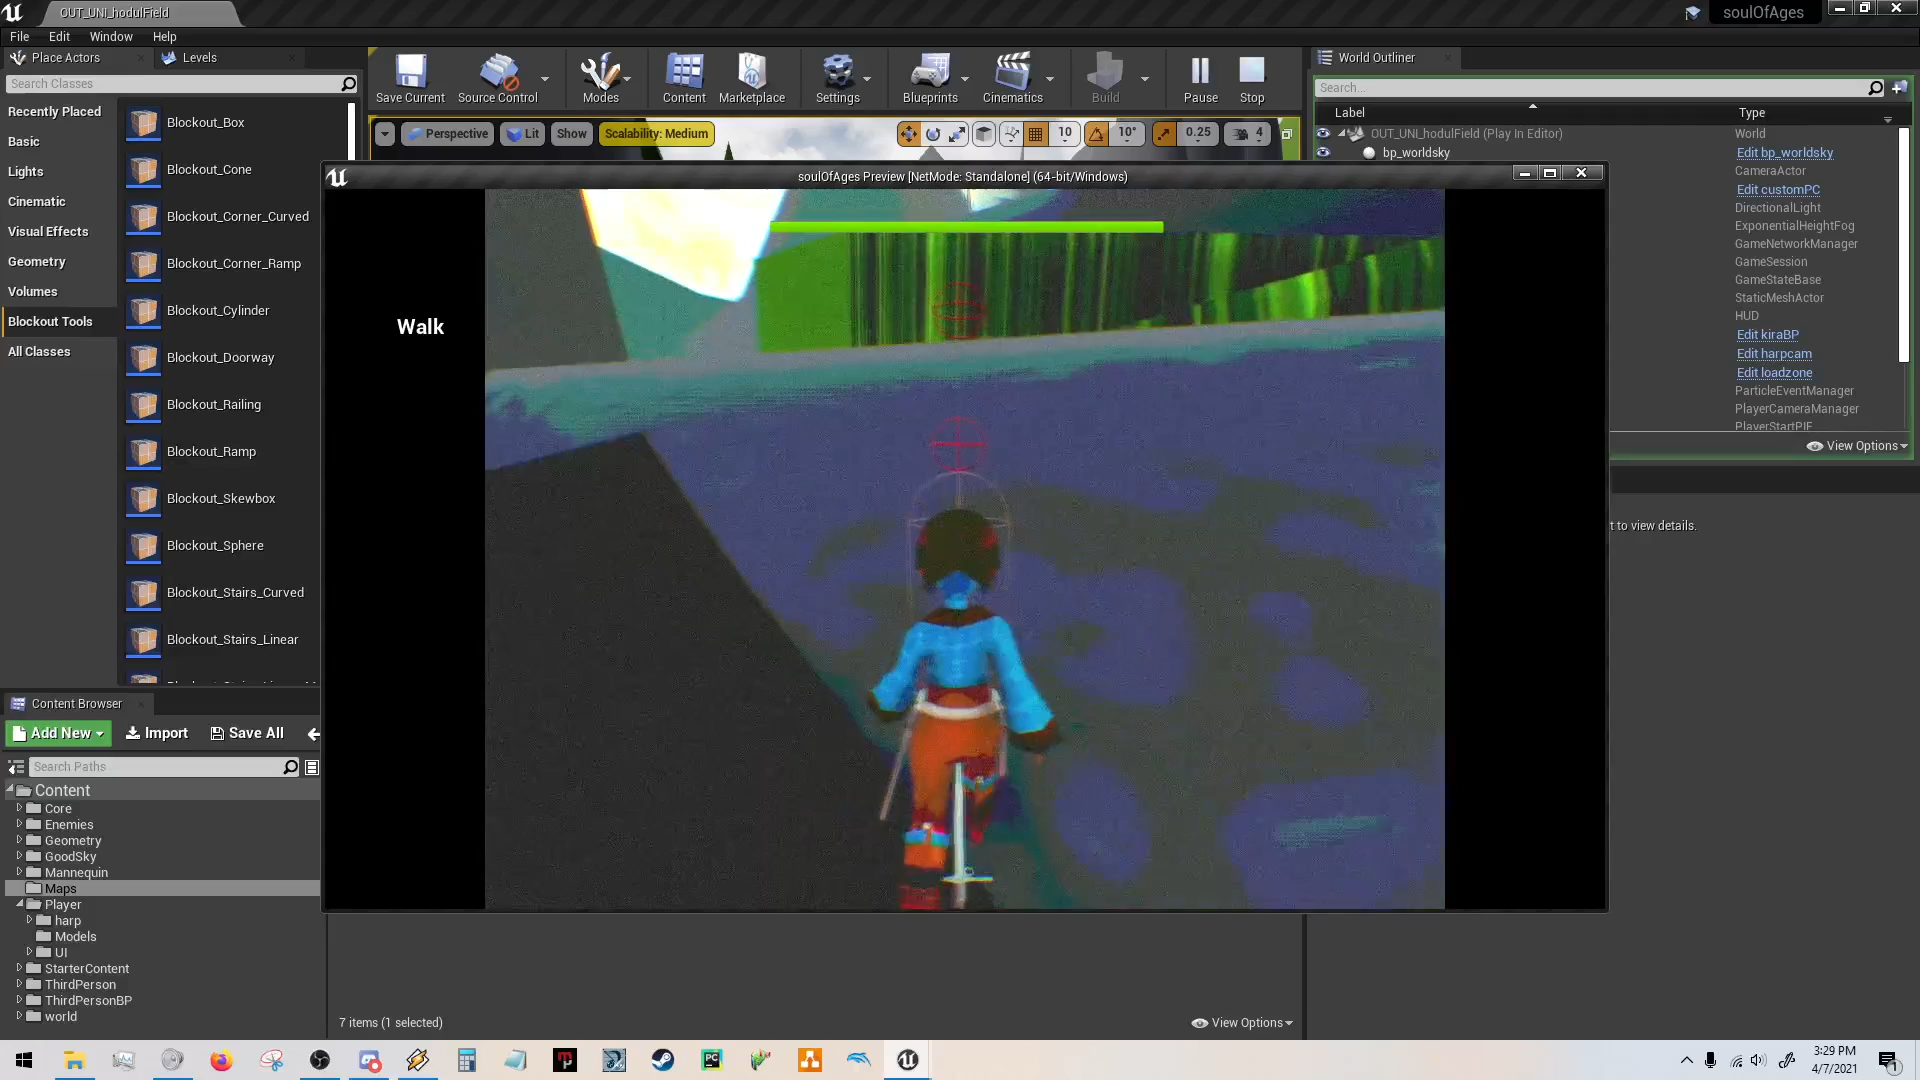 OUT_UNI_hodulField
soulOfAges
File Edit Window Help
Place Actors
Levels
Search Classes
Recently Placed
Basic
Lights
Cinematic
Visual Effects
Geometry
Volumes
Blockout Tools
All Classes
Blockout_Box
Blockout_Cone
Blockout_Corner_Curved
Blockout_Corner_Ramp
Blockout_Cylinder
Blockout_Doorway
Blockout_Railing
Blockout_Ramp
Blockout_Skewbox
Blockout_Sphere
Blockout_Stairs_Curved
Blockout_Stairs_Linear
Save Current
Source Control
Modes
Content
Marketplace
Settings
Blueprints
Cinematics
Build
Pause
Stop
Perspective
Lit
Show
Scalability: Medium
10
10°
0.25
4
soulOfAges Preview [NetMode: Standalone] (64-bit/Windows)
Walk
World Outliner
Search...
Label
Type
OUT_UNI_hodulField (Play In Editor)
World
bp_worldsky
Edit bp_worldsky
CameraActor
Edit customPC
DirectionalLight
ExponentialHeightFog
GameNetworkManager
GameSession
GameStateBase
StaticMeshActor
HUD
Edit kiraBP
Edit harpcam
Edit loadzone
ParticleEventManager
PlayerCameraManager
PlayerStartPIE
View Options
t to view details.
Content Browser
Add New
Import
Save All
Search Paths
Content
Core
Enemies
Geometry
GoodSky
Mannequin
Maps
Player
harp
Models
UI
StarterContent
ThirdPerson
ThirdPersonBP
world
7 items (1 selected)
View Options
3:29 PM
4/7/2021
1